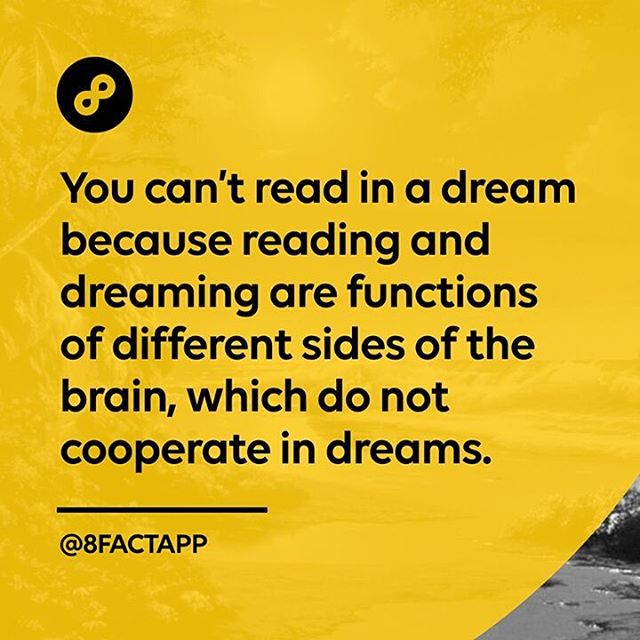 You can't read in a dream
because reading and
dreaming are functions
of different sides of the
brain, which do not
cooperate in dreams.
@8FACTAPP